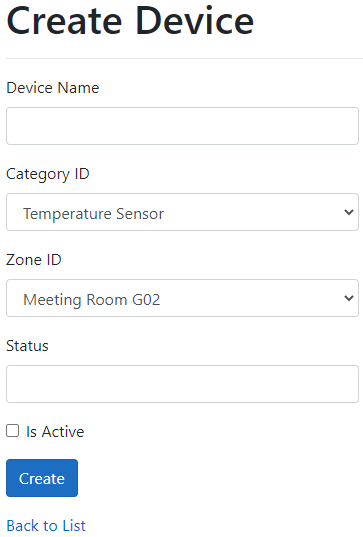 Create Device
Device Name
Category ID
Temperature Sensor
Zone ID
Meeting Room G02
Status
Is Active
Create
Back to List